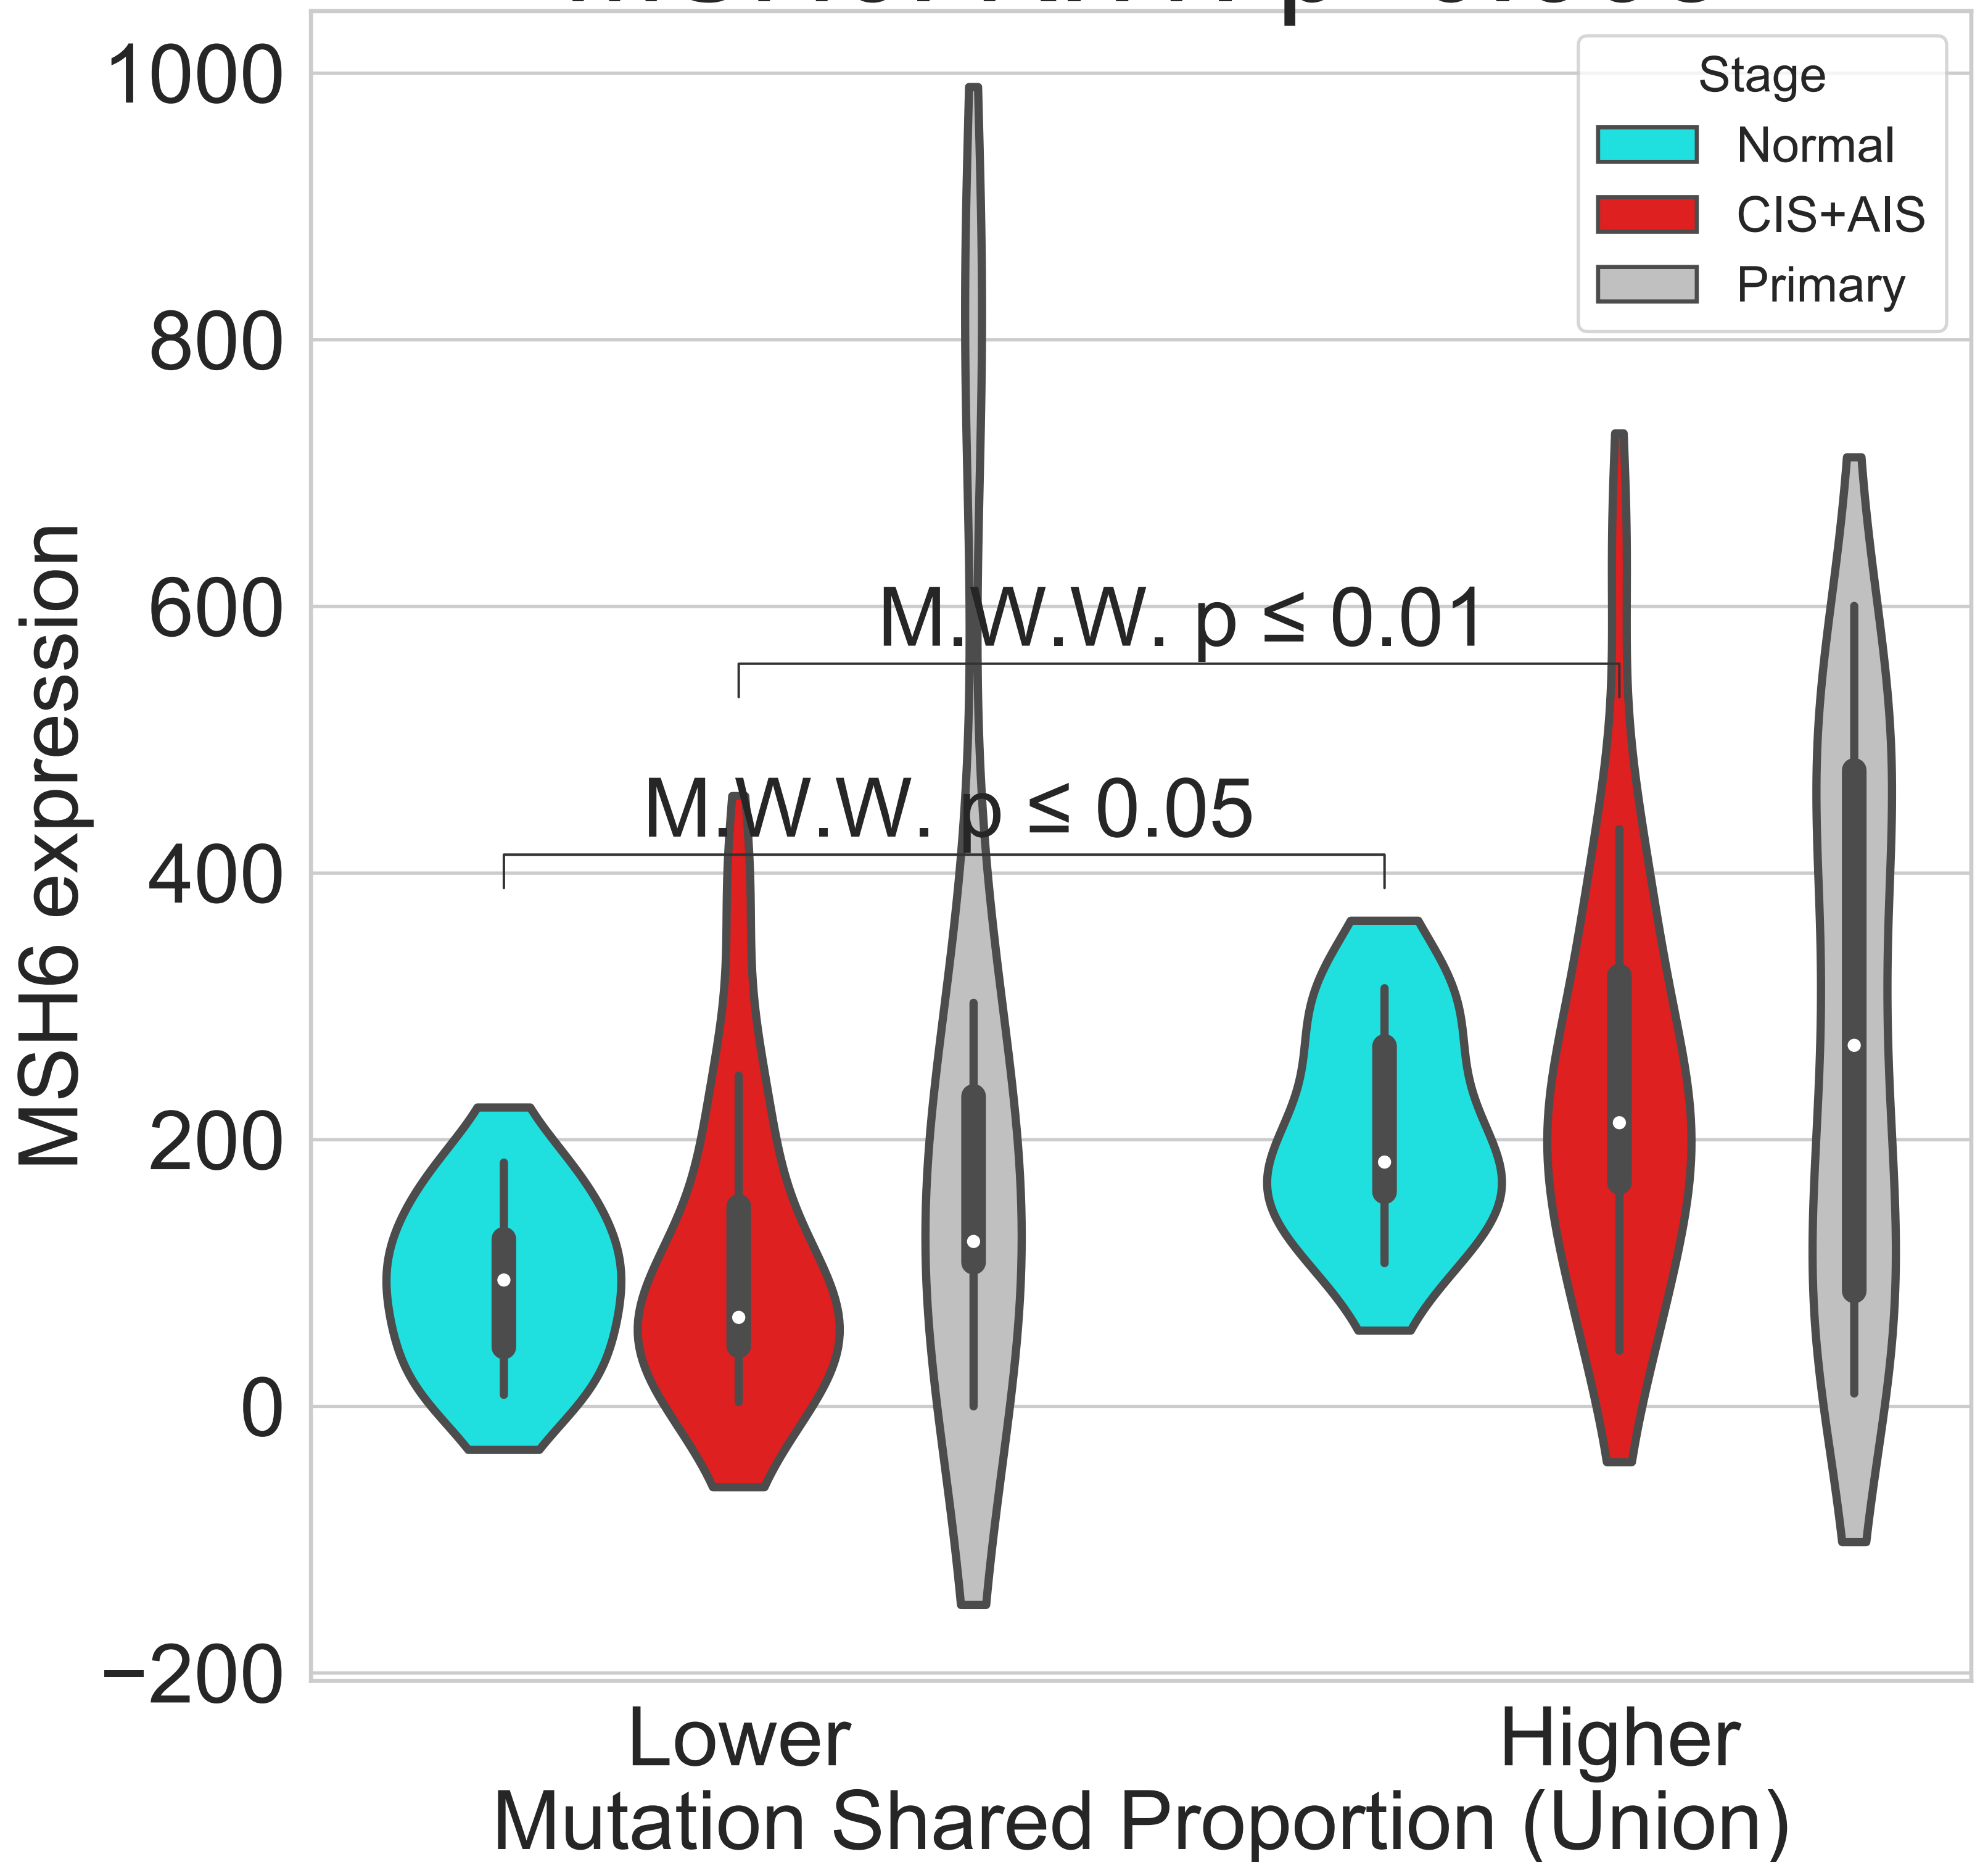 1000
800
600
400
200
0
−200
MSH6 expression
Stage
Normal
CIS+AIS
Primary
M.W.W. p ≤ 0.01
M.W.W. p ≤ 0.05
Lower
Higher
Mutation Shared Proportion (Union)